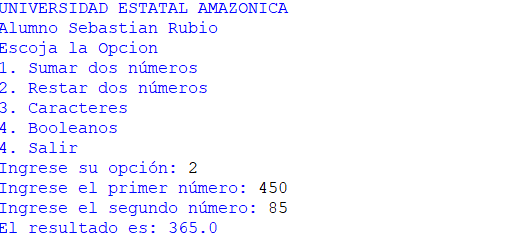 UNIVERSIDAD ESTATAL AMAZONICA
Alumno Sebastian Rubio
Escoja la Opcion
1. Sumar dos números
2. Restar dos números
3. Caracteres
4. Booleanos
4. Salir
Ingrese su opción: 2
Ingrese el primer número: 450
Ingrese el segundo número: 85
El resultado es: 365.0